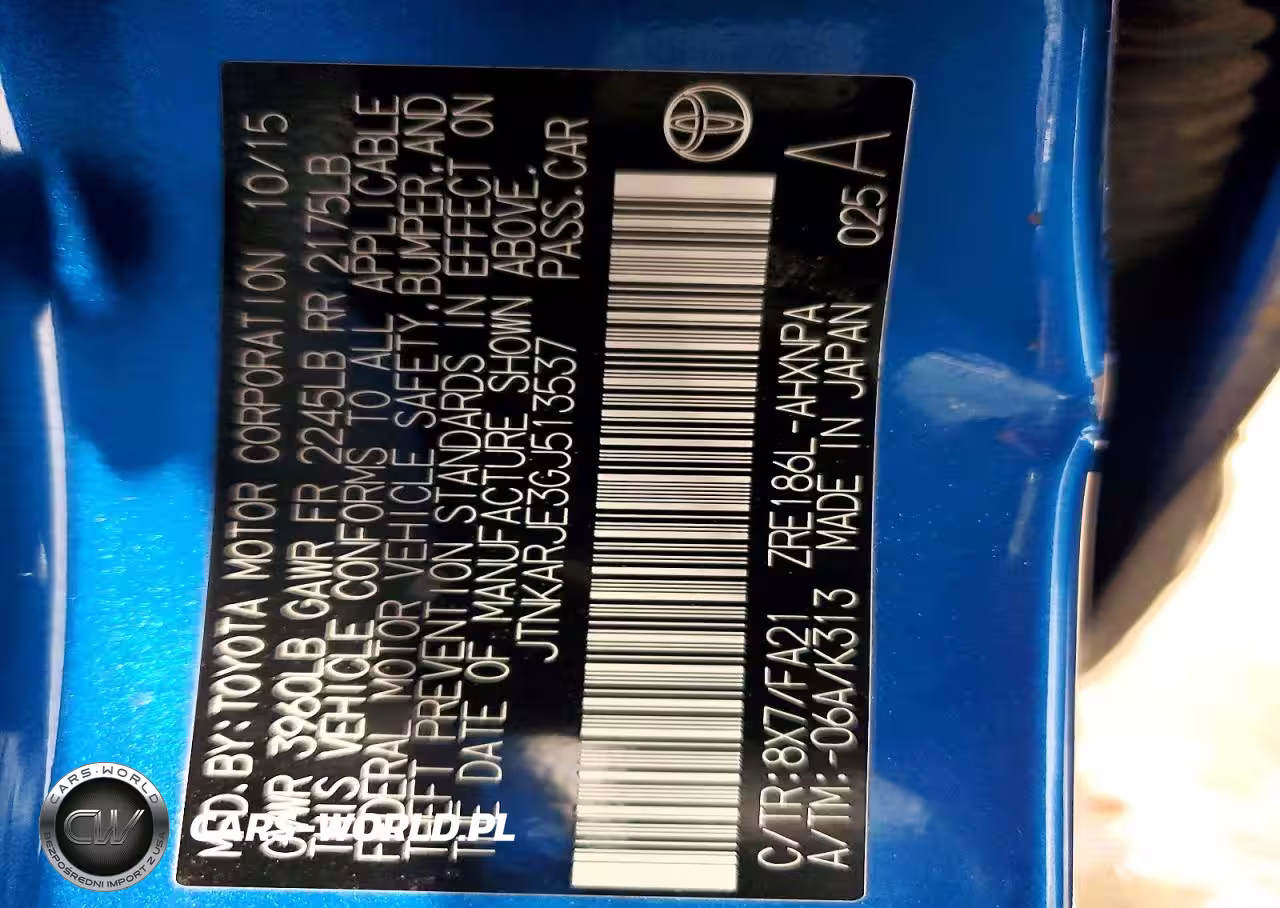 MFD.BY:TOYOTA MOTOR CORPORATION 10/15
GVWR 3960LB GAWR FR 2245LB RR 2175LB
THIS VEHICLE CONFORMS TO ALL APPLICABLE
FEDERAL MOTOR VEHICLE SAFETY,BUMPER,AND
THEFT PREVENTION STANDARDS IN EFFECT ON
THE DATE OF MANUFACTURE SHOWN ABOVE.
JTNKARJE3GJ513537 PASS.CAR
C/TR:8X7/FA21 ZRE186L-AHXNPA
A/TM:-06A/K313 MADE IN JAPAN 025 A
CARS-WORLD
CW
BEZPOŚREDNI IMPORT Z USA
CARS-WORLD.PL